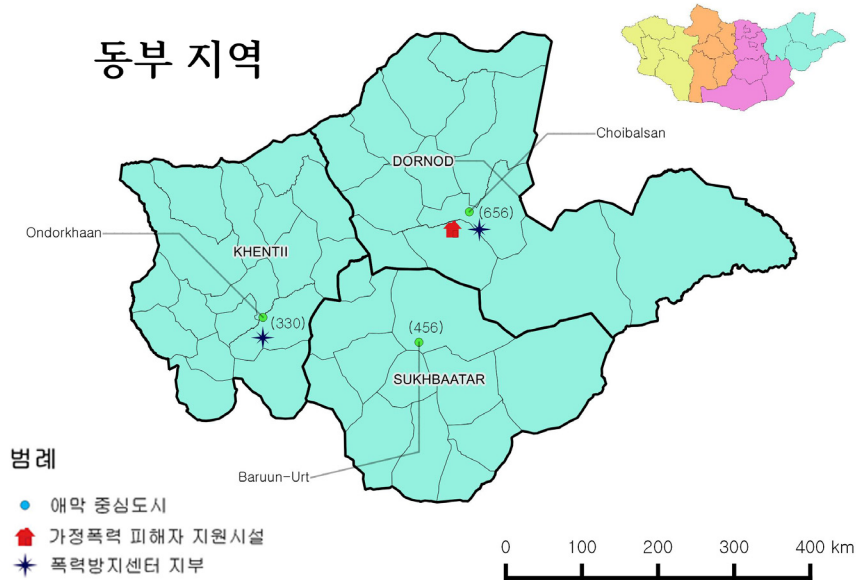 동부 지역
Choibalsan
DORNOD
(656)
Ondorkhaan
KHENTII
(330)
(456)
SUKHBAATAR
Baruun-Urt
범례
애막 중심도시
가정폭력 피해자 지원시설
폭력방지센터 지부
0 100 200 300 400 km